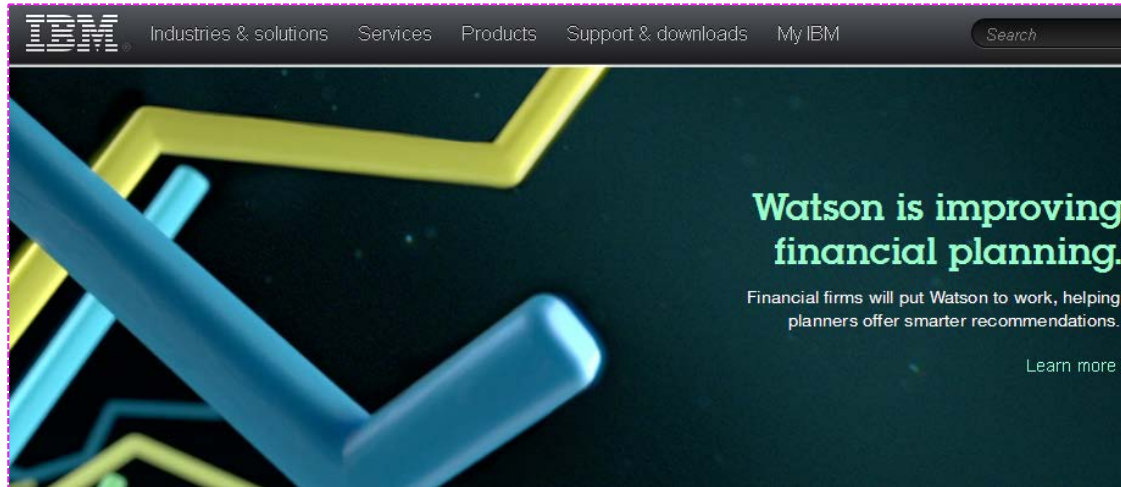 IBM® Industries & solutions Services Products Support & downloads My IBM Search
Watson is improving
financial planning.
Financial firms will put Watson to work, helping
planners offer smarter recommendations.
Learn more